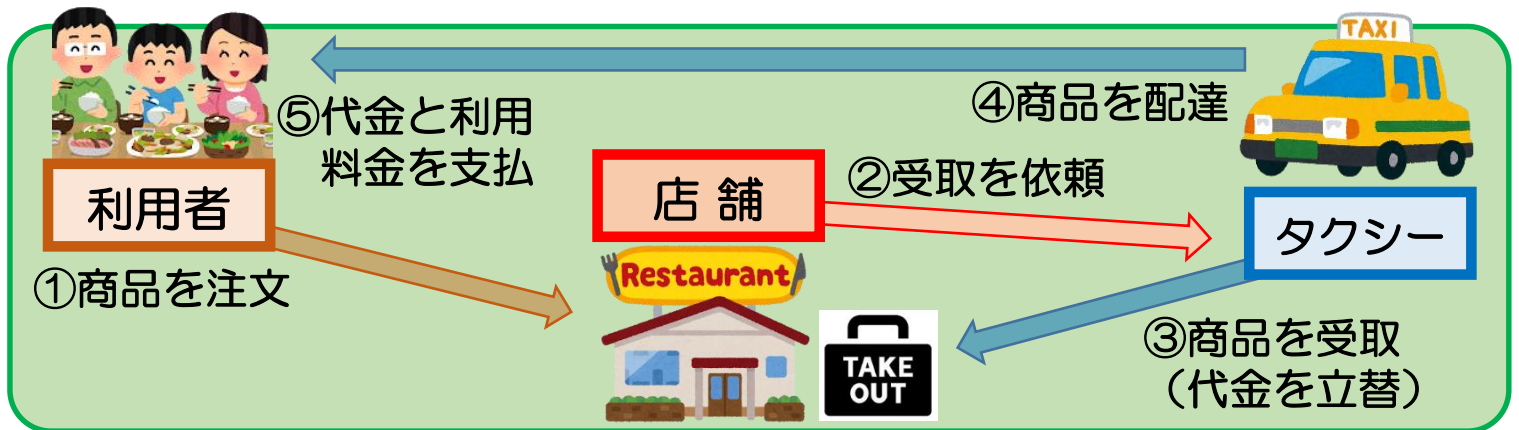 TAXI
④商品を配達
⑤代金と利用
料金を支払
②受取を依頼
利用者
店 舗
タクシー
①商品を注文
Restaurant
③商品を受取
（代金を立替）
TAKE
OUT